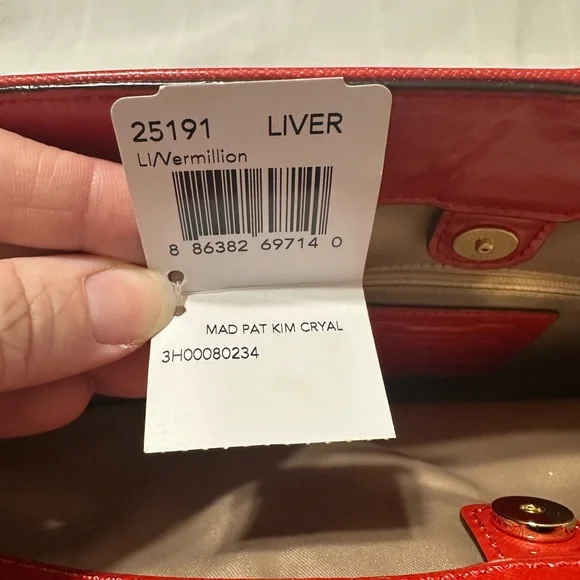 25191 LIVER
LI/Vermillion
8 86382 69714 0
MAD PAT KIM CRYAL
3H00080234